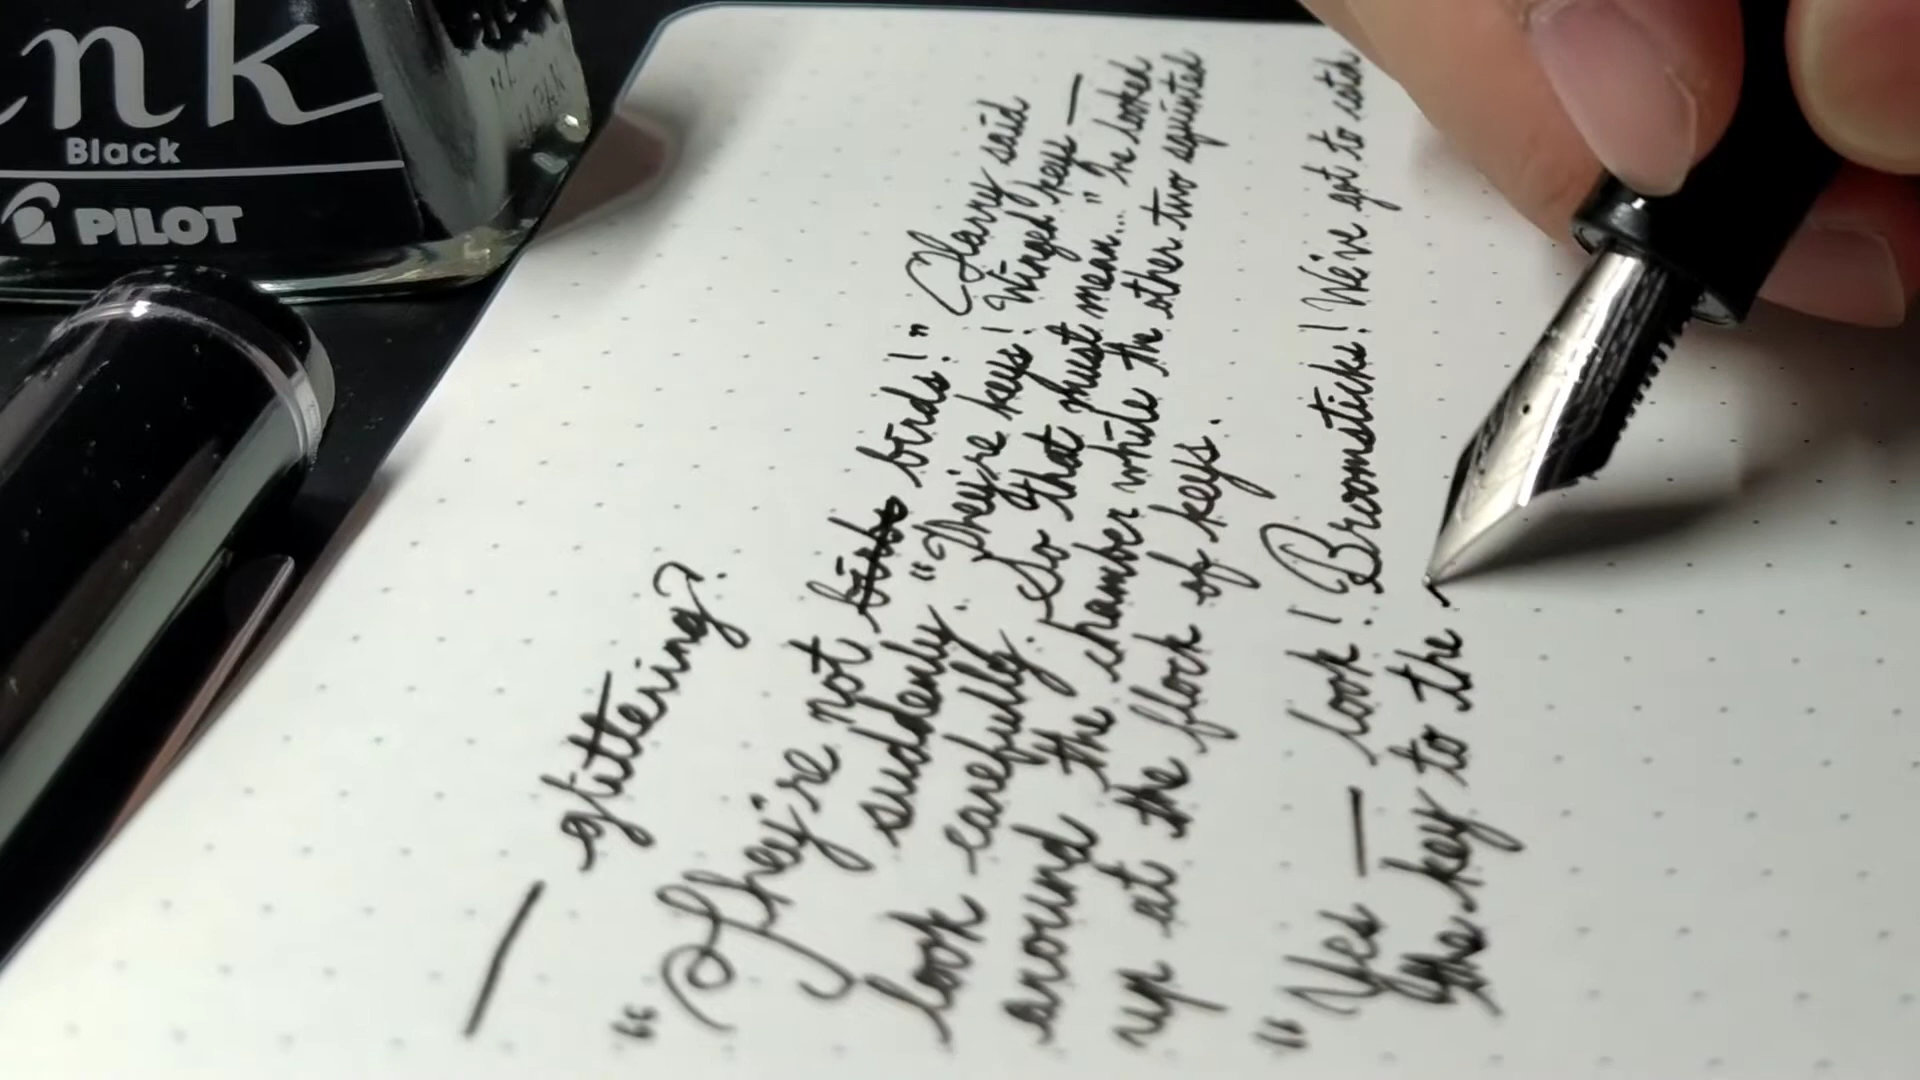 ink
Black
PILOT
— glittering?
"They're not birbs birds!" Harry said
suddenly. "They're keys! Winged keys —
look carefully. So that must mean..." he looked
around the chamber while the other two squinted
up at the flock of keys.
"Yes — look! Broomsticks! We've got to catch
the key to the